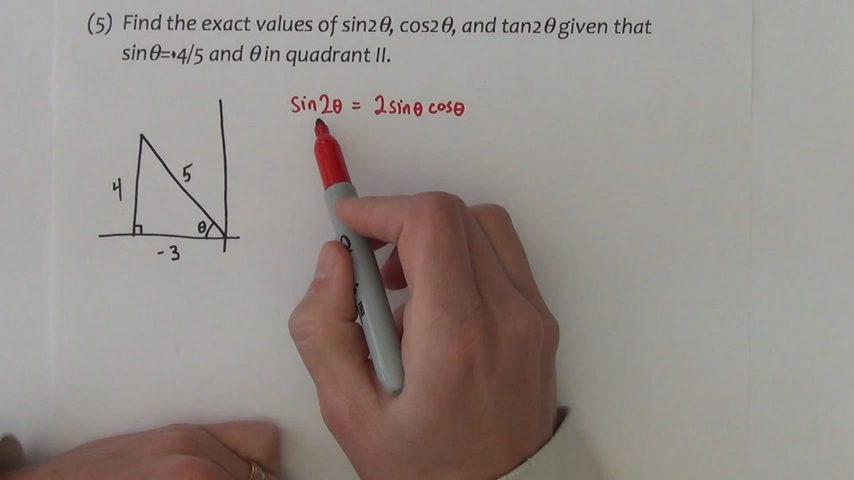 (5) Find the exact values of sin2θ, cos2θ, and tan2θ given that
sinθ=+4/5 and θ in quadrant II.
sin2θ = 2sinθ cosθ
4
5
θ
-3